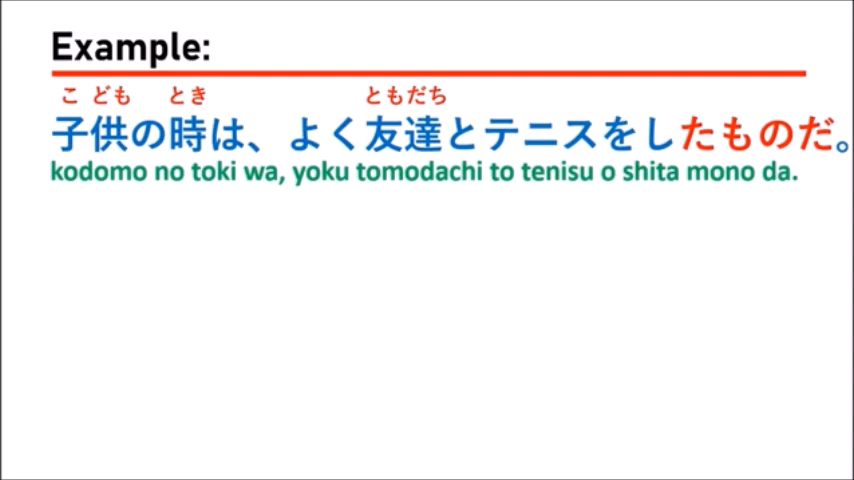 Example:
こ ども とき ともだち
子供の時は、よく友達とテニスをしたものだ。
kodomo no toki wa, yoku tomodachi to tenisu o shita mono da.